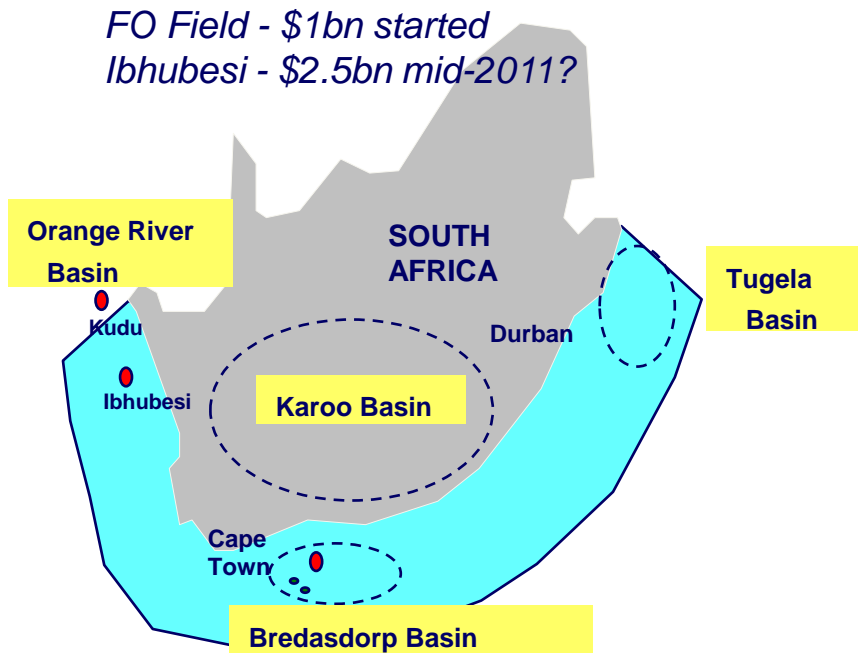 FO Field - $1bn started
Ibhubesi - $2.5bn mid-2011?
Orange River
Basin
SOUTH
AFRICA
Tugela
Basin
Kudu
Durban
Ibhubesi
Karoo Basin
Cape
Town
Bredasdorp Basin